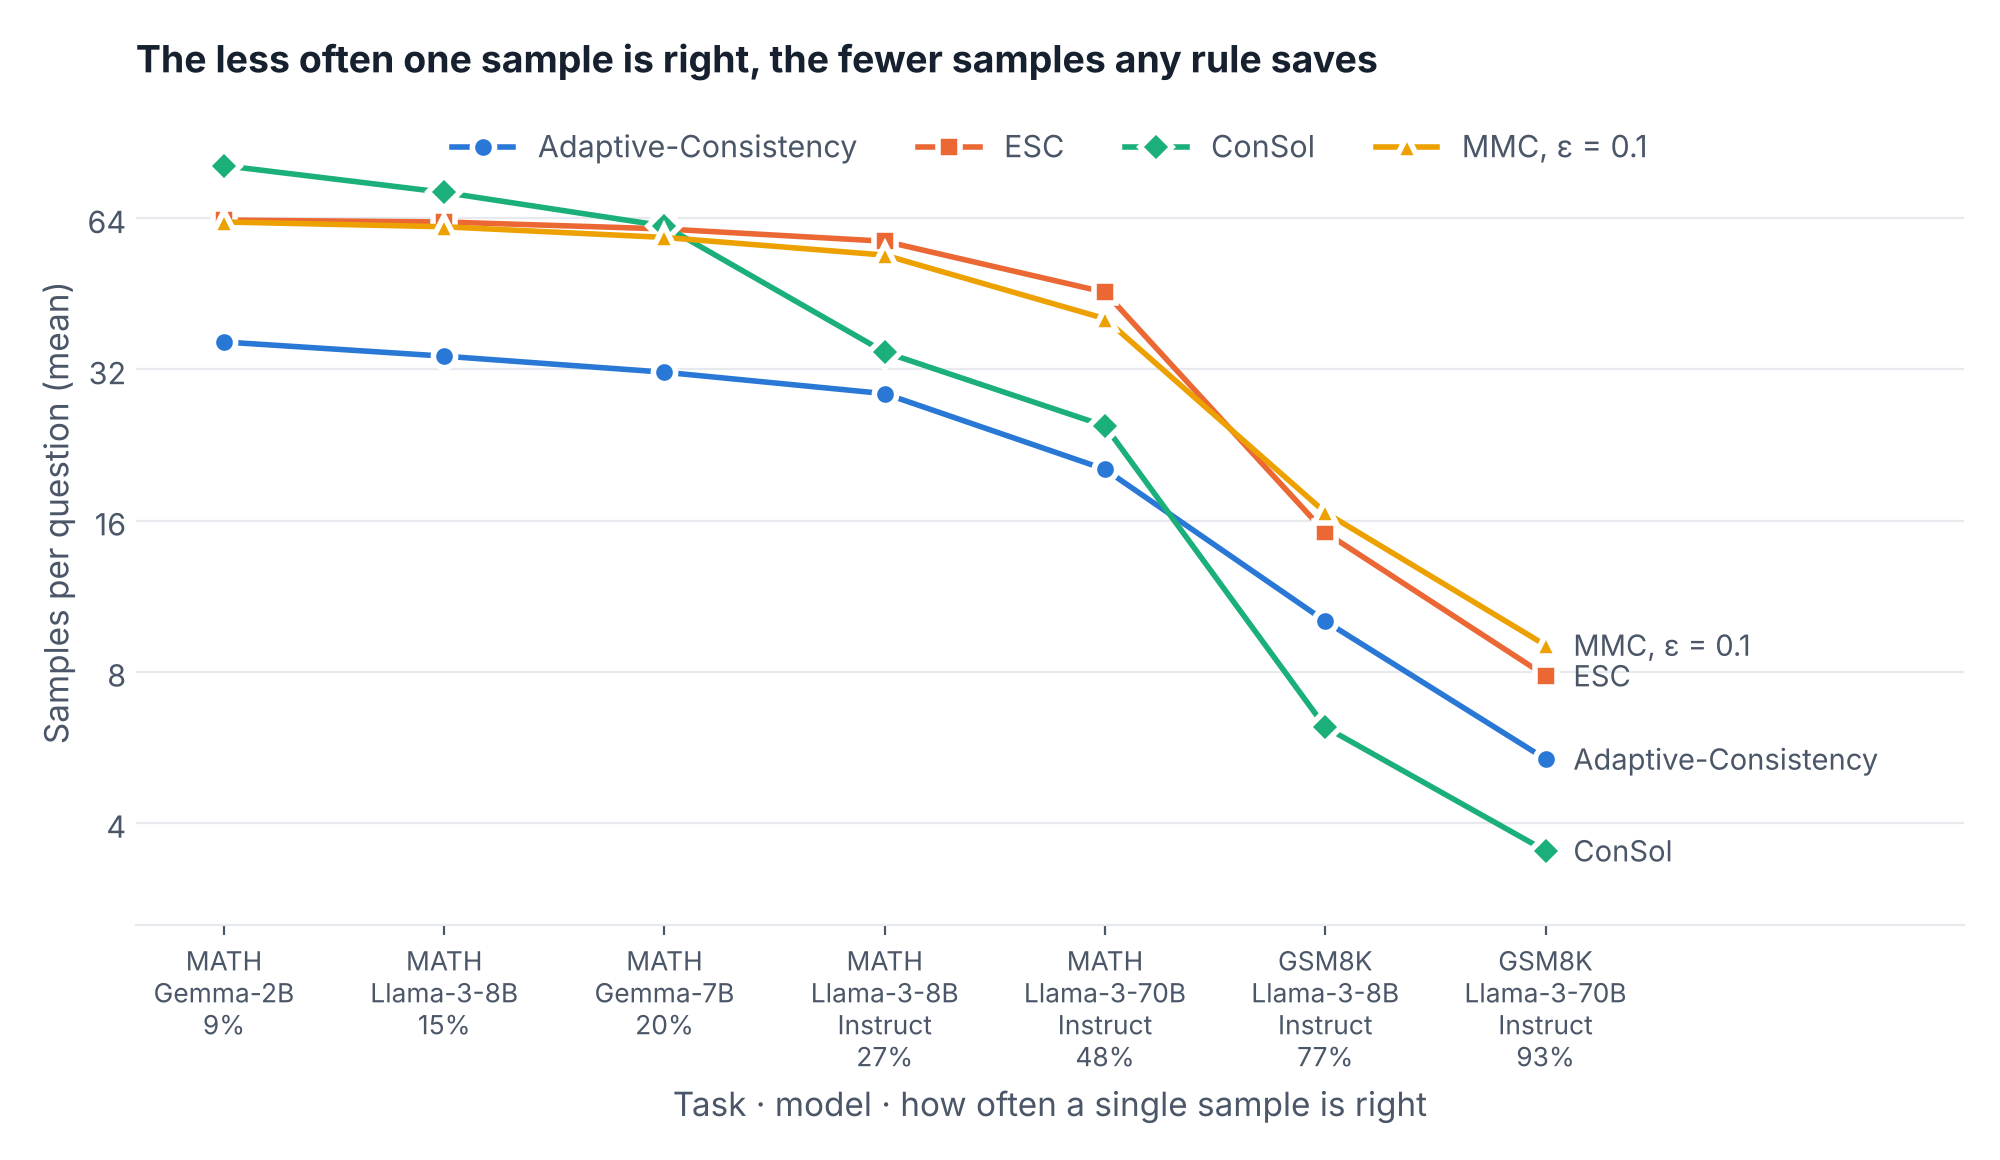 The less often one sample is right, the fewer samples any rule saves
Adaptive-Consistency
ESC
ConSol
MMC, ε = 0.1
Samples per question (mean)
64
32
16
8
4
MMC, ε = 0.1
ESC
Adaptive-Consistency
ConSol
MATH
Gemma-2B
9%
MATH
Llama-3-8B
15%
MATH
Gemma-7B
20%
MATH
Llama-3-8B
Instruct
27%
MATH
Llama-3-70B
Instruct
48%
GSM8K
Llama-3-8B
Instruct
77%
GSM8K
Llama-3-70B
Instruct
93%
Task · model · how often a single sample is right